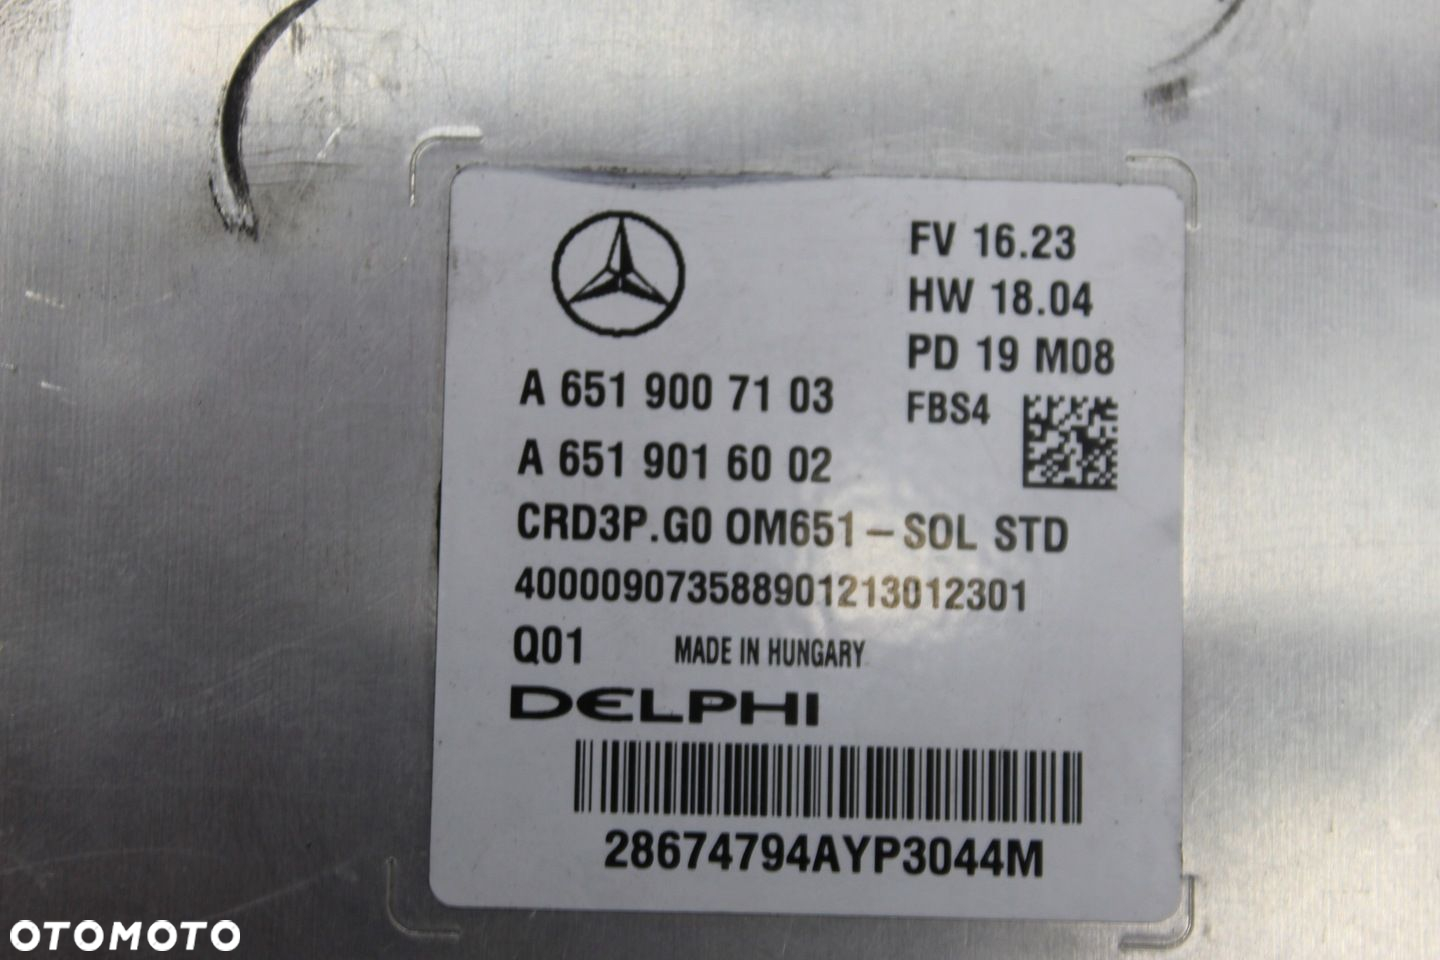 FV 16.23
HW 18.04
PD 19 M08
FBS4
A 651 900 71 03
A 651 901 60 02
CRD3P.G0 OM651 – SOL STD
400009073588901213012301
Q01 MADE IN HUNGARY
DELPHI
28674794AYP3044M
OTOMOTO